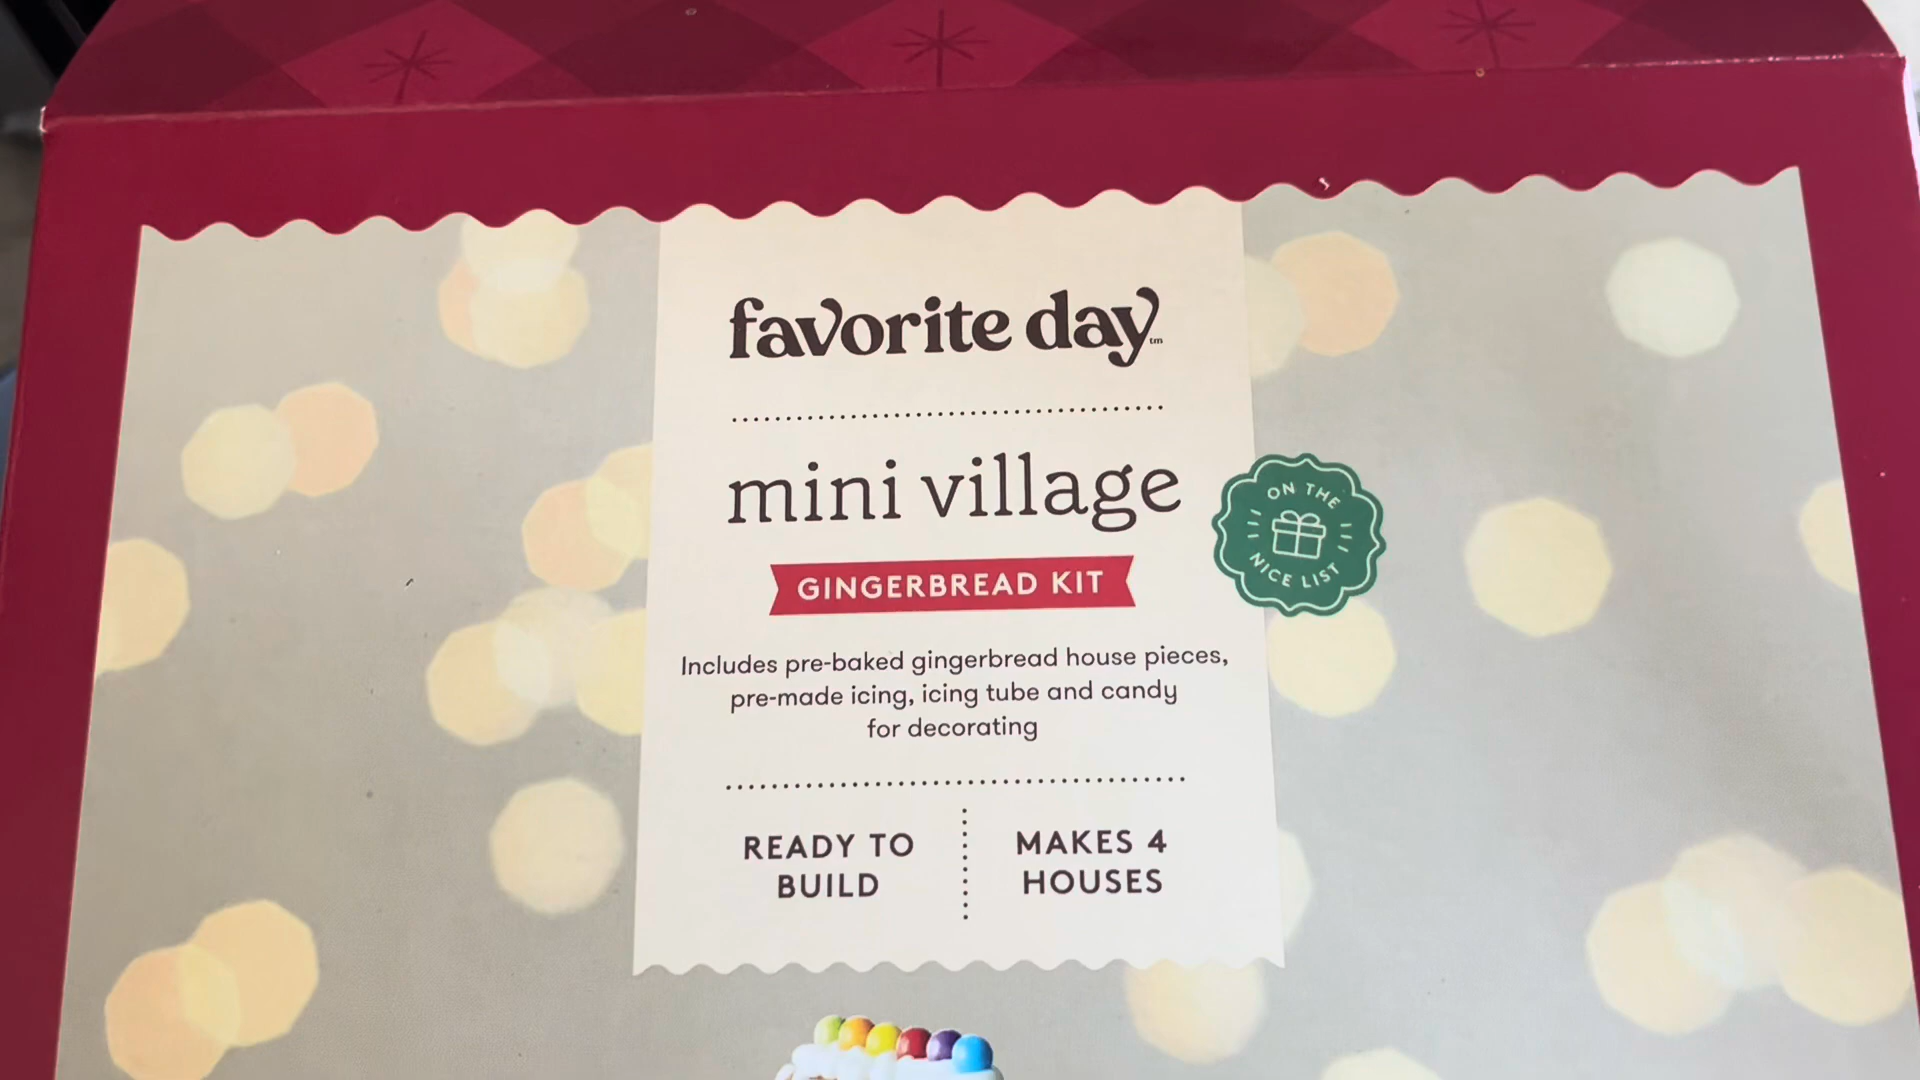 favorite day™
mini village
ON THE
NICE LIST
GINGERBREAD KIT
Includes pre-baked gingerbread house pieces,
pre-made icing, icing tube and candy
for decorating
READY TO
BUILD
MAKES 4
HOUSES